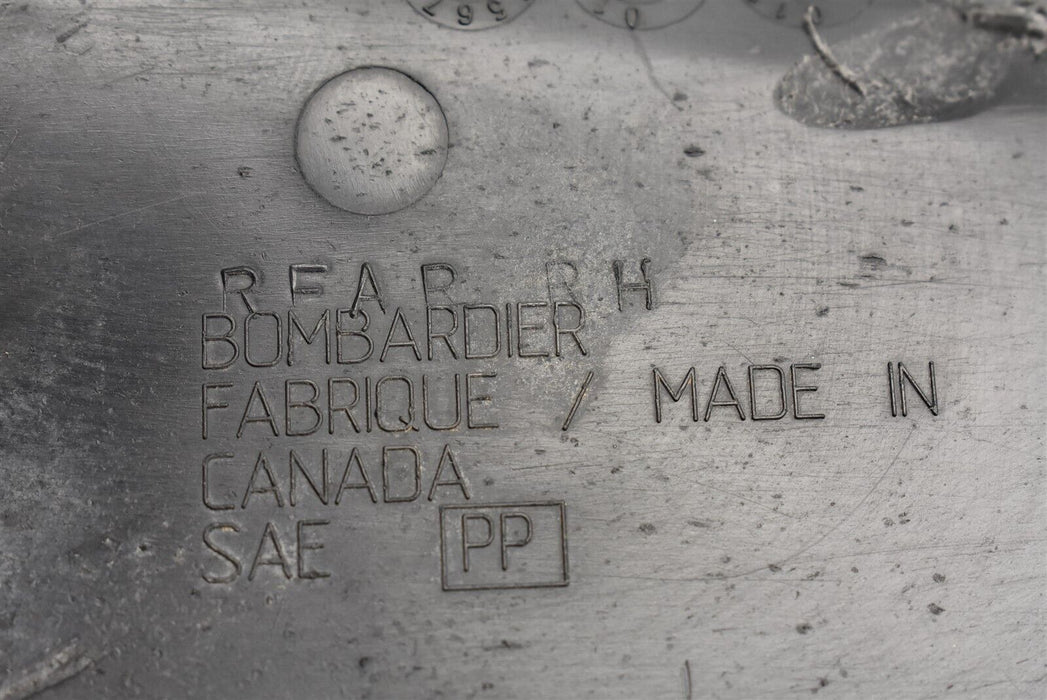 REAR RH
BOMBARDIER
FABRIQUE / MADE IN
CANADA
SAE PP